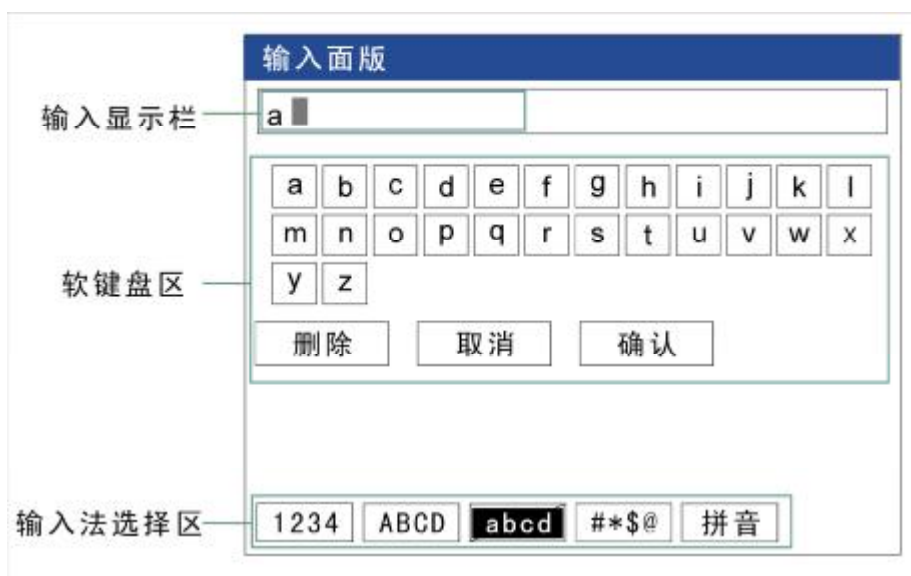 输入面版
输入显示栏
a
a b c d e f g h i j k l
m n o p q r s t u v w x
软键盘区
y z
删除 取消 确认
输入法选择区
1234 ABCD abcd #*$@ 拼音